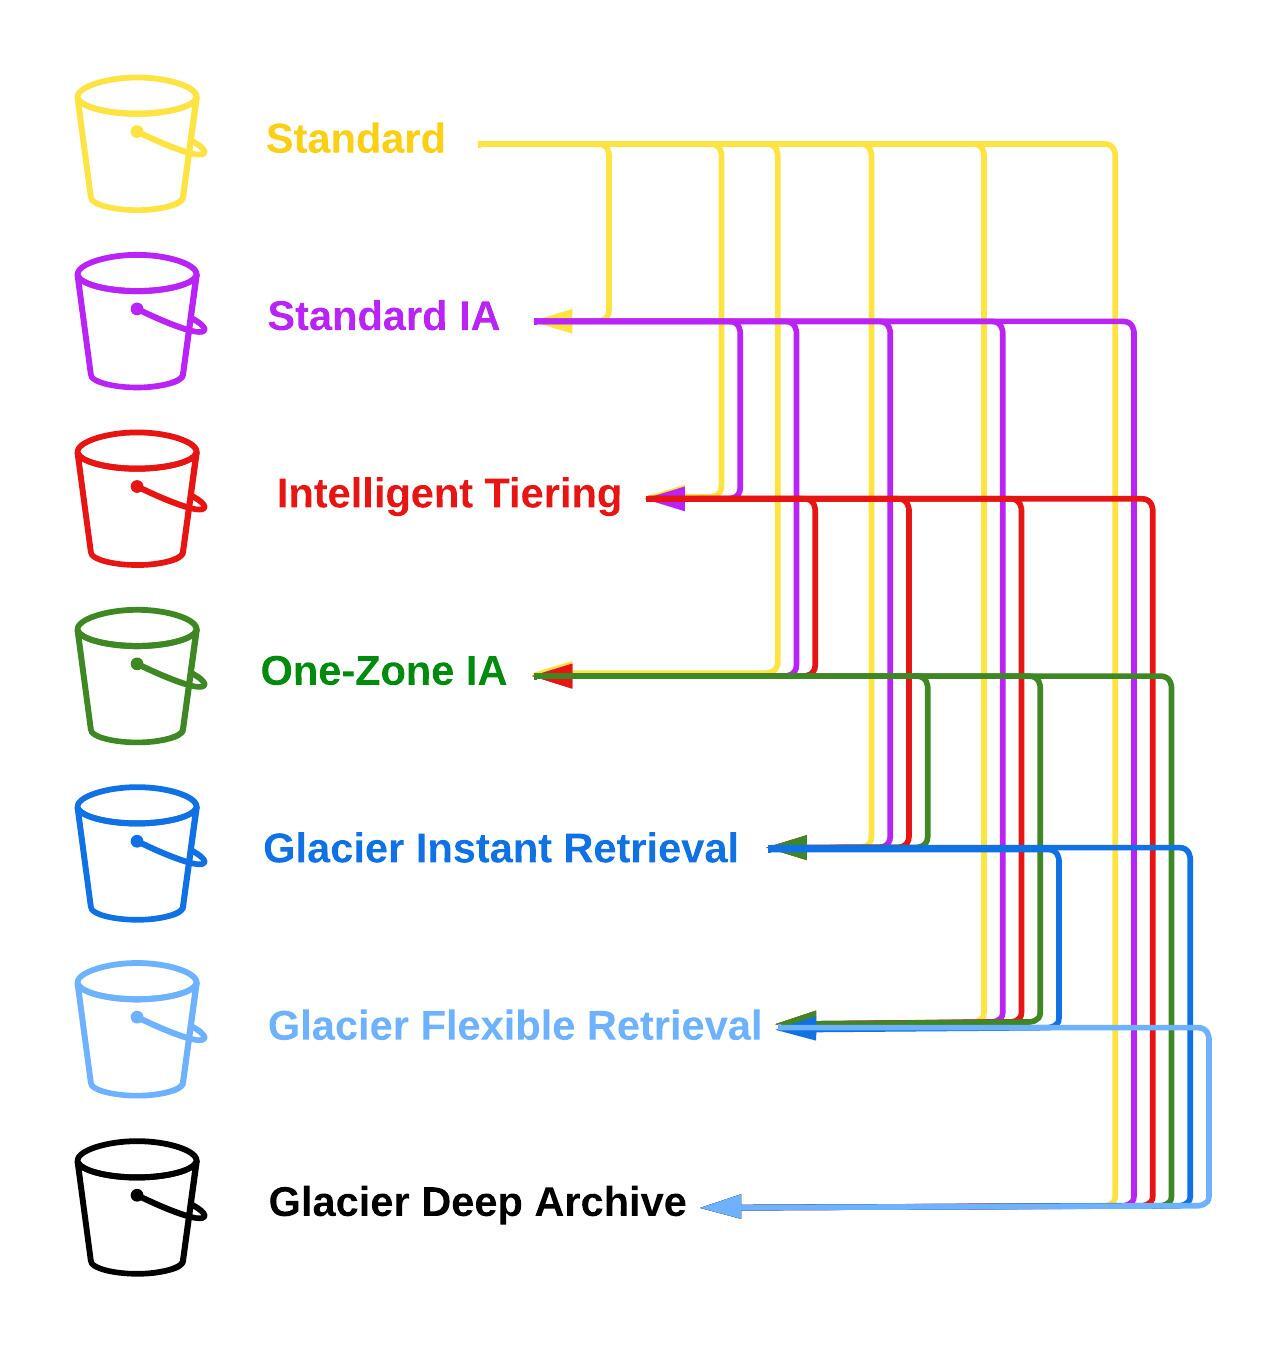 Standard
Standard IA
Intelligent Tiering
One-Zone IA
Glacier Instant Retrieval
Glacier Flexible Retrieval
Glacier Deep Archive